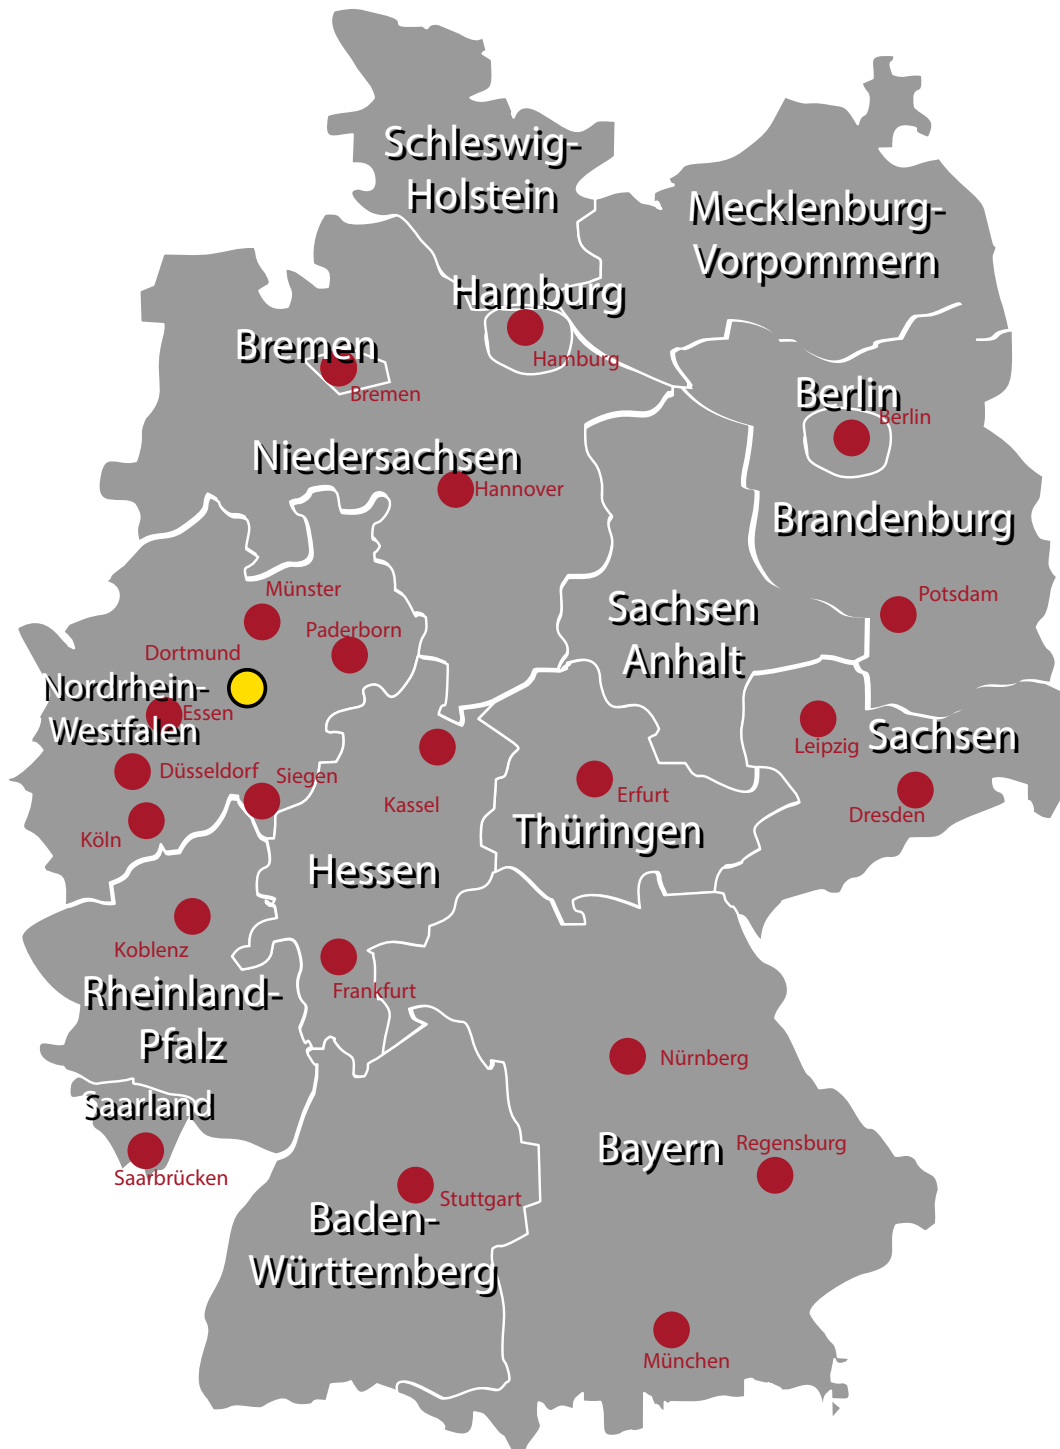 Schleswig-
Holstein
Mecklenburg-
Vorpommern
Hamburg
Hamburg
Bremen
Bremen
Berlin
Berlin
Niedersachsen
Hannover
Brandenburg
Potsdam
Sachsen
Anhalt
Münster
Paderborn
Dortmund
Nordrhein-
Westfalen
Essen
Düsseldorf
Siegen
Köln
Kassel
Hessen
Erfurt
Thüringen
Leipzig
Sachsen
Dresden
Koblenz
Frankfurt
Rheinland-
Pfalz
Saarland
Saarbrücken
Nürnberg
Bayern
Regensburg
Stuttgart
Baden-
Württemberg
München